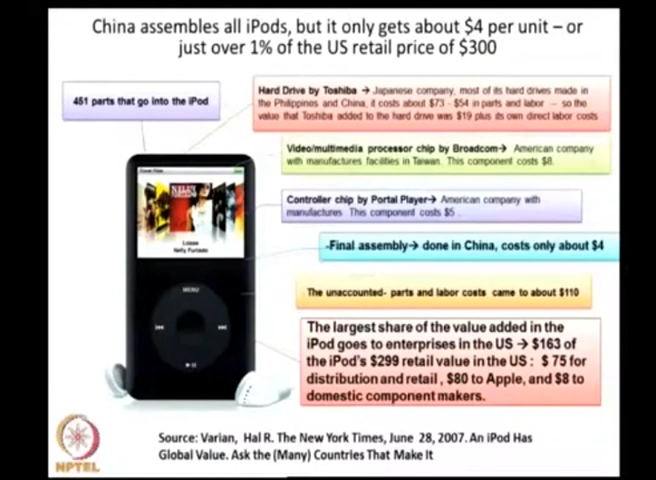 China assembles all iPods, but it only gets about $4 per unit – or
just over 1% of the US retail price of $300
451 parts that go into the iPod
Hard Drive by Toshiba → Japanese company, most of its hard drives made in
the Philippines and China, it costs about $73 - $54 in parts and labor – so the
value that Toshiba added to the hard drive was $19 plus its own direct labor costs
Video/multimedia processor chip by Broadcom→ American company
with manufactures facilities in Taiwan. This component costs $8.
Controller chip by Portal Player→ American company with
manufactures This component costs $5 .
-Final assembly→ done in China, costs only about $4
The unaccounted- parts and labor costs came to about $110
The largest share of the value added in the
iPod goes to enterprises in the US → $163 of
the iPod's $299 retail value in the US : $ 75 for
distribution and retail , $80 to Apple, and $8 to
domestic component makers.
Cover Flow
NELLY
Loose
Nelly Furtado
MENU
Source: Varian, Hal R. The New York Times, June 28, 2007. An iPod Has
Global Value. Ask the (Many) Countries That Make It
NPTEL